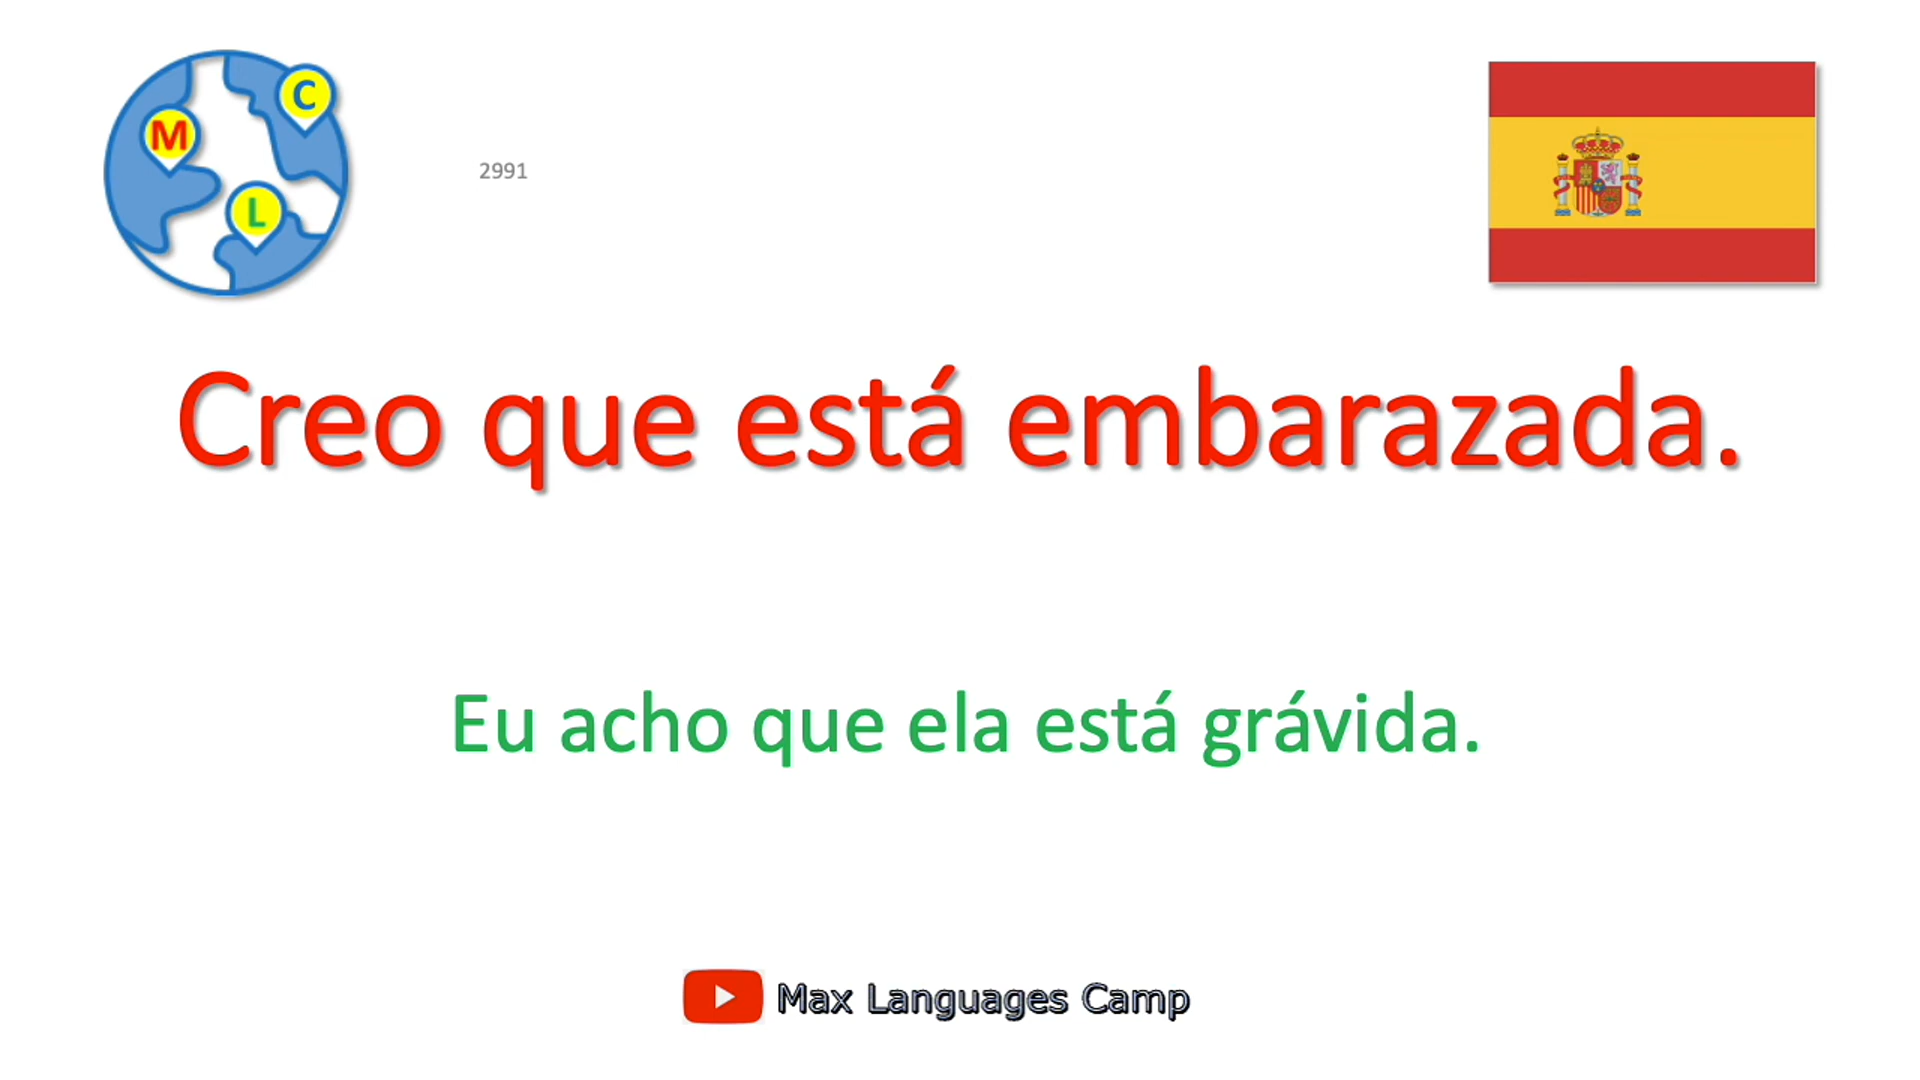 C
M
L
2991
Creo que está embarazada.
Eu acho que ela está grávida.
Max Languages Camp